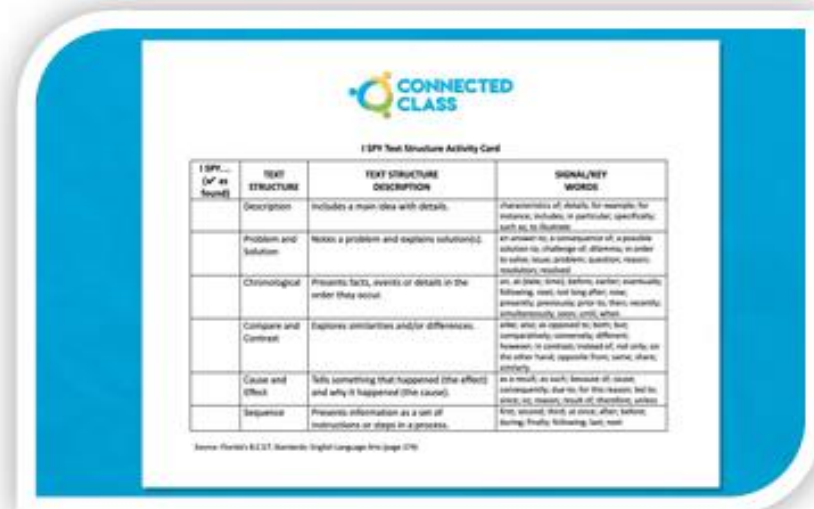 CONNECTED
CLASS
I SPY Text Structure Activity Card
I SPY....
(✔ as
found)
TEXT
STRUCTURE
TEXT STRUCTURE
DESCRIPTION
SIGNAL/KEY
WORDS
Description
Includes a main idea with details.
characteristics of; details; for example; for
instance; includes; in particular; specifically;
such as; to illustrate
Problem and
Solution
Notes a problem and explains solution(s).
an answer to; a consequence of; a possible
solution to; challenge of; dilemma; in order
to solve; issue; problem; question; reason;
resolution; resolved
Chronological
Presents facts, events or details in the
order they occur.
on; at (date; time); before; earlier; eventually;
following; next; not long after; now;
presently; previously; prior to; then; recently;
simultaneously; soon; until; when
Compare and
Contrast
Explores similarities and/or differences.
alike; also; as opposed to; both; but;
comparatively; conversely; different;
however; in contrast; instead of; not only; on
the other hand; opposite from; same; share;
similarly
Cause and
Effect
Tells something that happened (the effect)
and why it happened (the cause).
as a result; as such; because of; cause;
consequently; due to; for this reason; led to;
since; so; reason; result of; therefore; unless
Sequence
Presents information as a set of
instructions or steps in a process.
first; second; third; at once; after; before;
during; finally; following; last; next
Source: Florida's B.E.S.T. Standards: English Language Arts (page 179)